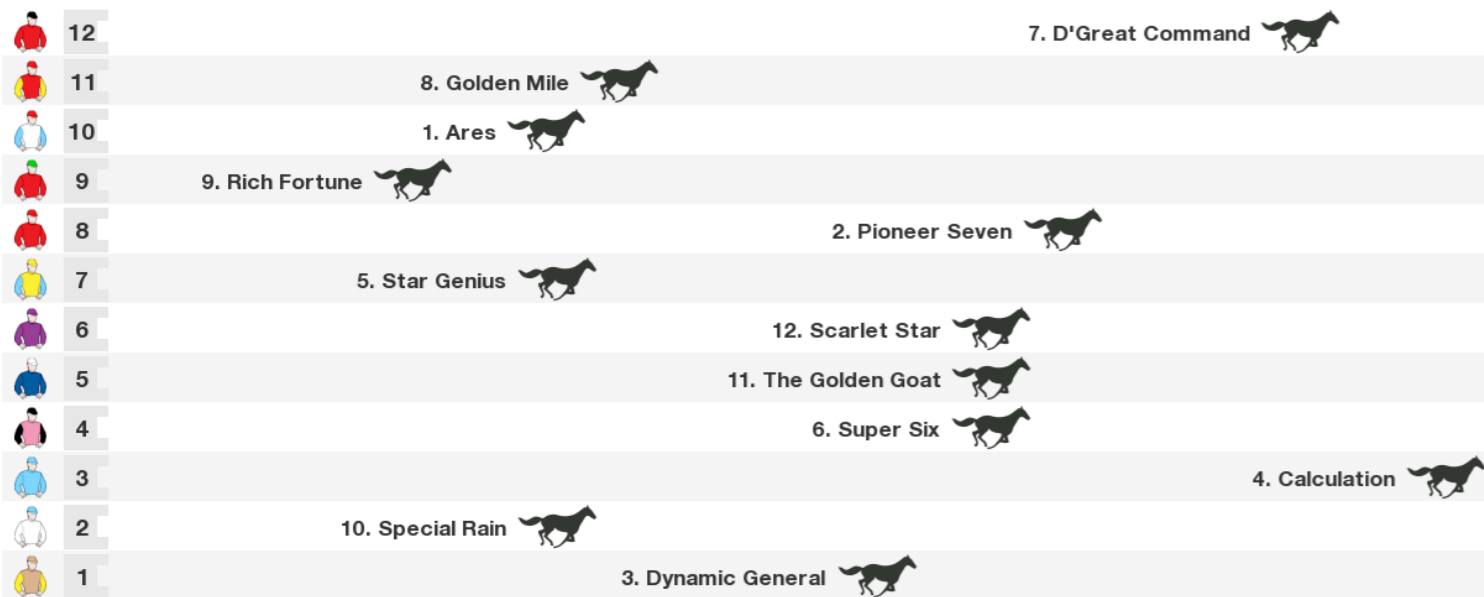 12 7. D'Great Command
11 8. Golden Mile
10 1. Ares
9 9. Rich Fortune
8 2. Pioneer Seven
7 5. Star Genius
6 12. Scarlet Star
5 11. The Golden Goat
4 6. Super Six
3 4. Calculation
2 10. Special Rain
1 3. Dynamic General